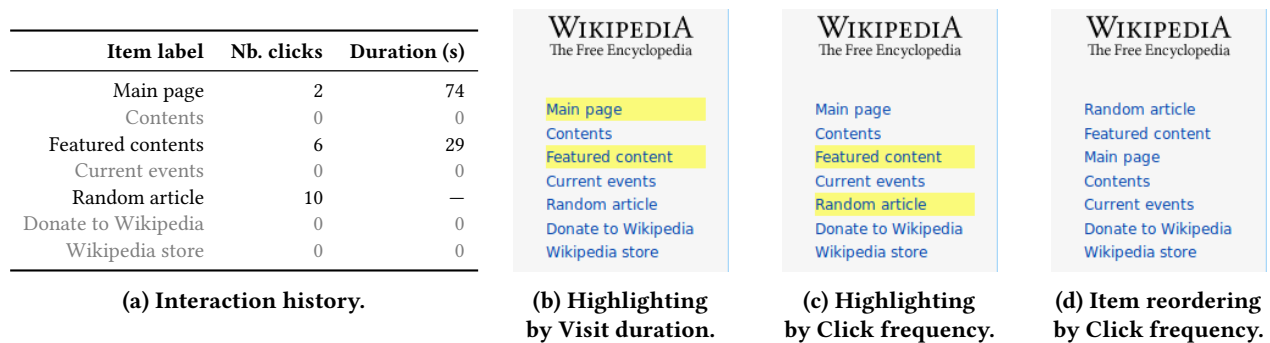 Item label Nb. clicks Duration (s)
Main page 2 74
Contents 0 0
Featured contents 6 29
Current events 0 0
Random article 10 —
Donate to Wikipedia 0 0
Wikipedia store 0 0
(a) Interaction history.
WIKIPEDIA
The Free Encyclopedia
Main page
Contents
Featured content
Current events
Random article
Donate to Wikipedia
Wikipedia store
(b) Highlighting
by Visit duration.
WIKIPEDIA
The Free Encyclopedia
Main page
Contents
Featured content
Current events
Random article
Donate to Wikipedia
Wikipedia store
(c) Highlighting
by Click frequency.
WIKIPEDIA
The Free Encyclopedia
Random article
Featured content
Main page
Contents
Current events
Donate to Wikipedia
Wikipedia store
(d) Item reordering
by Click frequency.